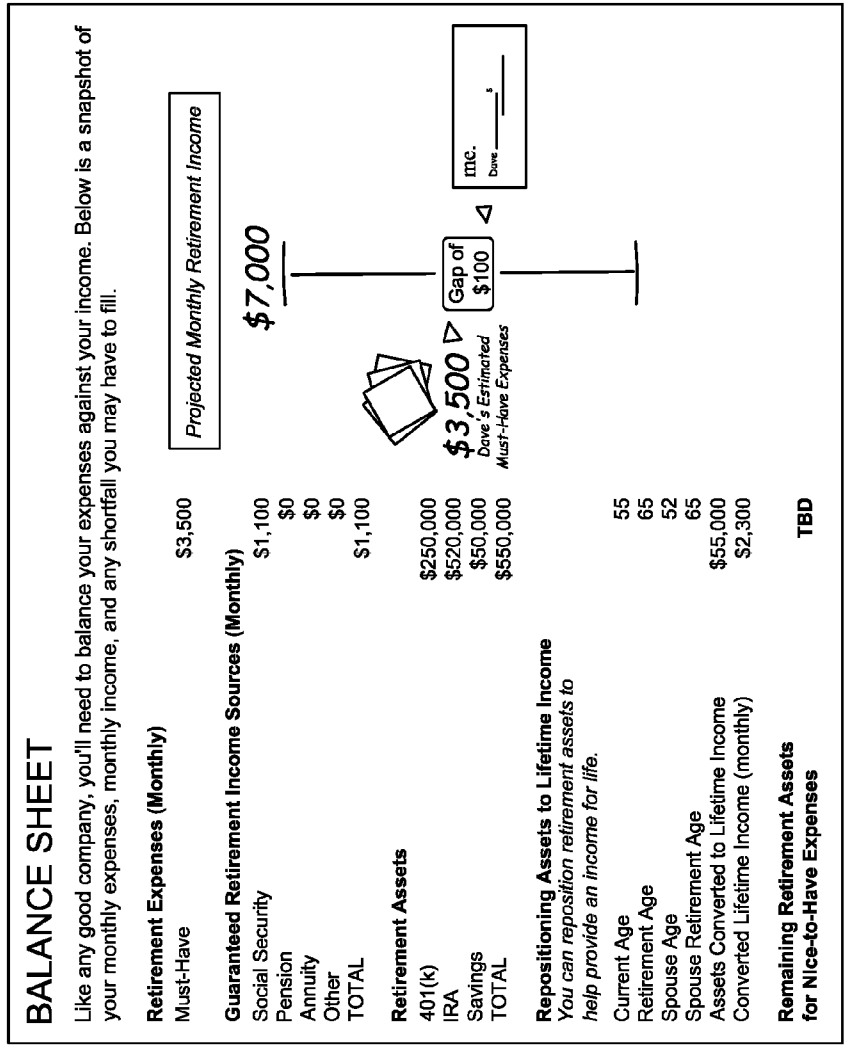 BALANCE SHEET
Like any good company, you'll need to balance your expenses against your income. Below is a snapshot of
your monthly expenses, monthly income, and any shortfall you may have to fill.
Retirement Expenses (Monthly)
Must-Have $3,500
Guaranteed Retirement Income Sources (Monthly)
Social Security $1,100
Pension $0
Annuity $0
Other $0
TOTAL $1,100
Retirement Assets
401(k) $250,000
IRA $520,000
Savings $50,000
TOTAL $550,000
Repositioning Assets to Lifetime Income
You can reposition retirement assets to
help provide an income for life.
Current Age 55
Retirement Age 65
Spouse Age 52
Spouse Retirement Age 65
Assets Converted to Lifetime Income $55,000
Converted Lifetime Income (monthly) $2,300
Remaining Retirement Assets
for Nice-to-Have Expenses TBD
Projected Monthly Retirement Income
$7,000
$3,500
Dave's Estimated
Must-Have Expenses
Gap of
$100
me.
Dave $